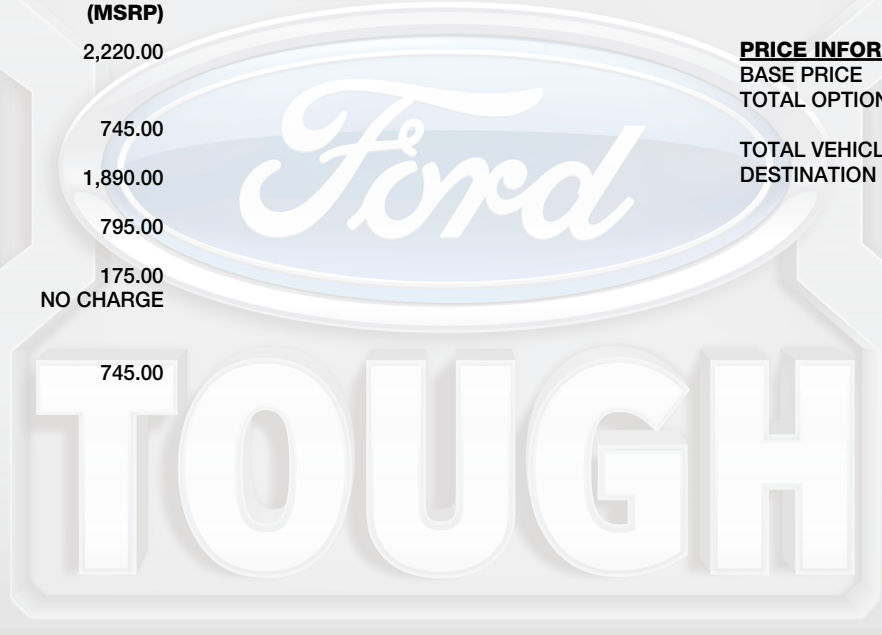 (MSRP)
2,220.00
745.00
1,890.00
795.00
175.00
NO CHARGE
745.00
PRICE INFOR
BASE PRICE
TOTAL OPTION
TOTAL VEHICL
DESTINATION
Ford
TOUGH